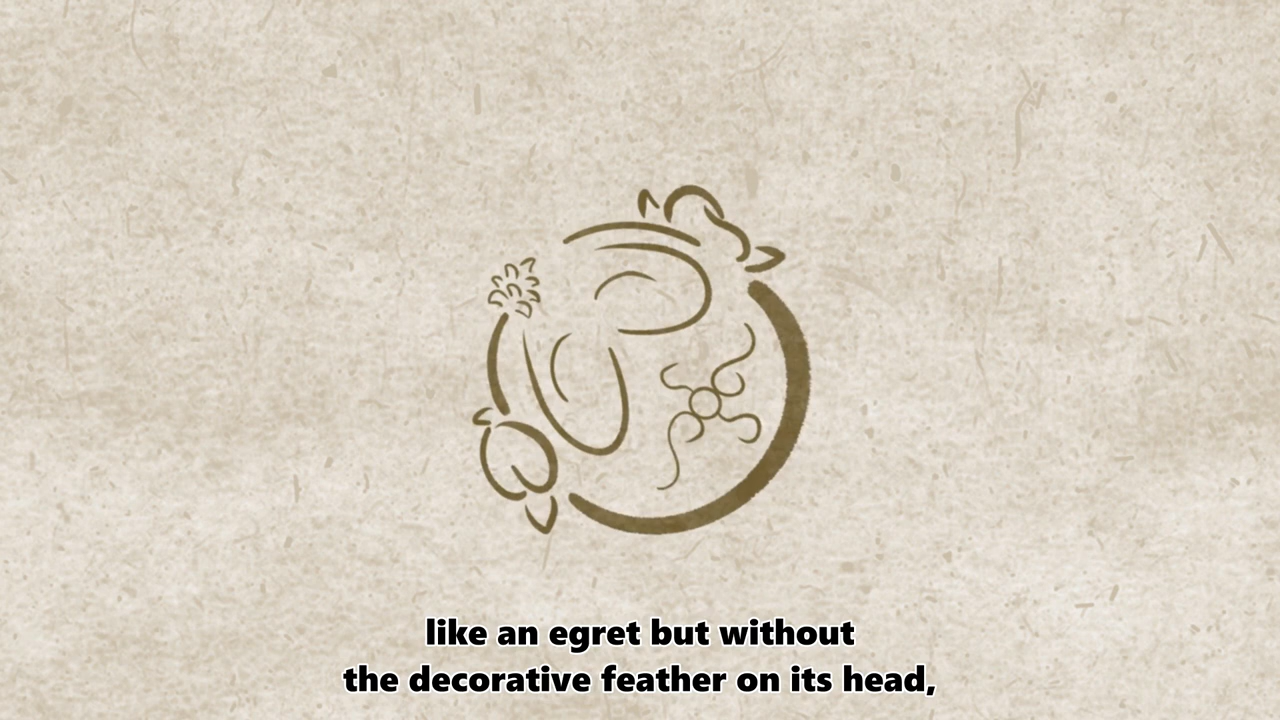 like an egret but without
the decorative feather on its head,